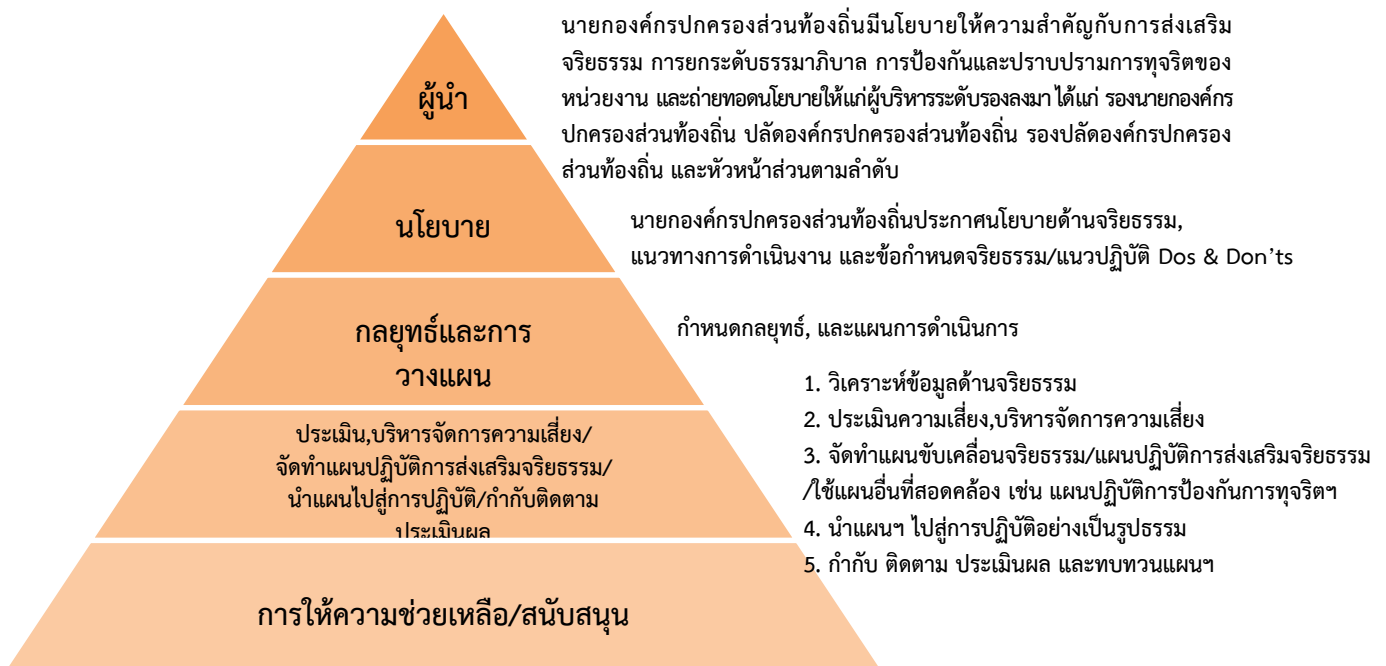 ผู้นำ
นายกองค์กรปกครองส่วนท้องถิ่นมีนโยบายให้ความสำคัญกับการส่งเสริม
จริยธรรม การยกระดับธรรมาภิบาล การป้องกันและปราบปรามการทุจริตของ
หน่วยงาน และถ่ายทอดนโยบายให้แก่ผู้บริหารระดับรองลงมา ได้แก่ รองนายกองค์กร
ปกครองส่วนท้องถิ่น ปลัดองค์กรปกครองส่วนท้องถิ่น รองปลัดองค์กรปกครอง
ส่วนท้องถิ่น และหัวหน้าส่วนตามลำดับ
นโยบาย
นายกองค์กรปกครองส่วนท้องถิ่นประกาศนโยบายด้านจริยธรรม,
แนวทางการดำเนินงาน และข้อกำหนดจริยธรรม/แนวปฏิบัติ Dos & Don’ts
กลยุทธ์และการ
วางแผน
กำหนดกลยุทธ์, และแผนการดำเนินการ
ประเมิน,บริหารจัดการความเสี่ยง/
จัดทำแผนปฏิบัติการส่งเสริมจริยธรรม/
นำแผนไปสู่การปฏิบัติ/กำกับติดตาม
ประเมินผล
1. วิเคราะห์ข้อมูลด้านจริยธรรม
2. ประเมินความเสี่ยง,บริหารจัดการความเสี่ยง
3. จัดทำแผนขับเคลื่อนจริยธรรม/แผนปฏิบัติการส่งเสริมจริยธรรม
/ใช้แผนอื่นที่สอดคล้อง เช่น แผนปฏิบัติการป้องกันการทุจริตฯ
4. นำแผนฯ ไปสู่การปฏิบัติอย่างเป็นรูปธรรม
5. กำกับ ติดตาม ประเมินผล และทบทวนแผนฯ
การให้ความช่วยเหลือ/สนับสนุน